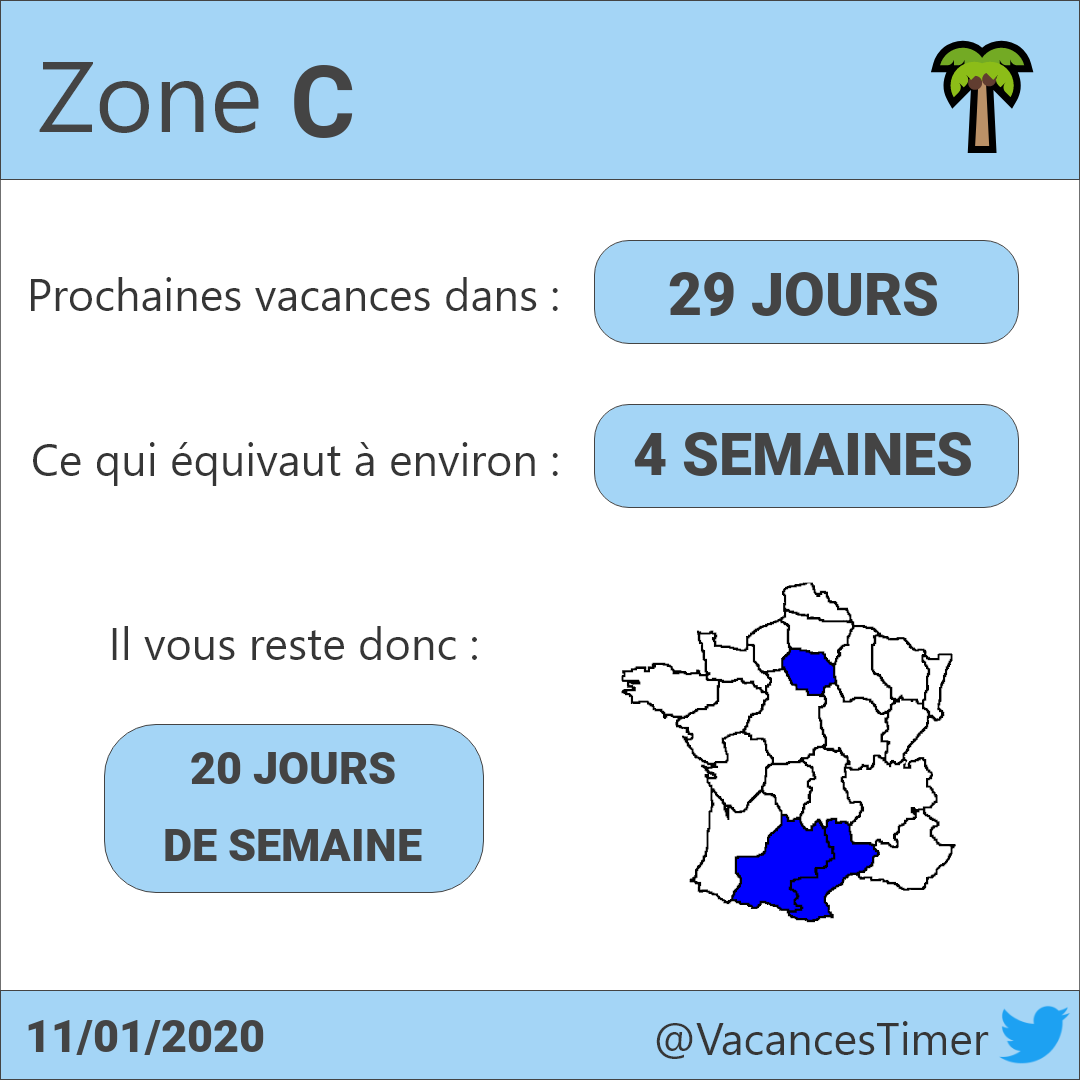 Zone C
Prochaines vacances dans : 29 JOURS
Ce qui équivaut à environ : 4 SEMAINES
Il vous reste donc :
20 JOURS
DE SEMAINE
11/01/2020 @VacancesTimer